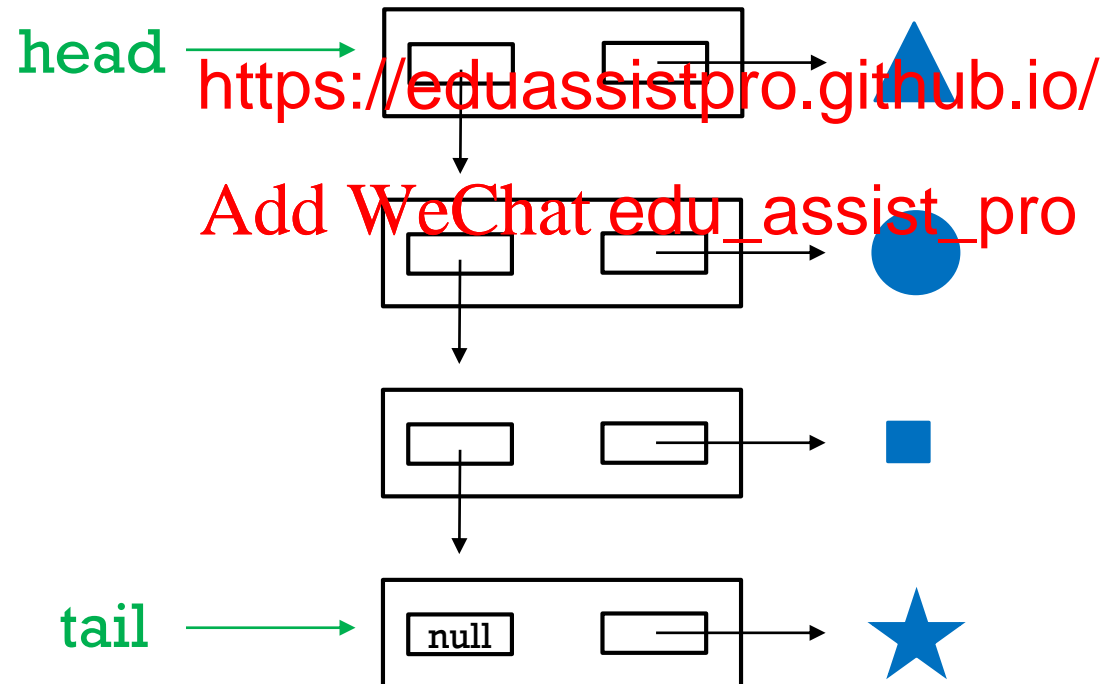 head
https://eduassistpro.github.io/
Add WeChat edu_assist_pro
tail
null